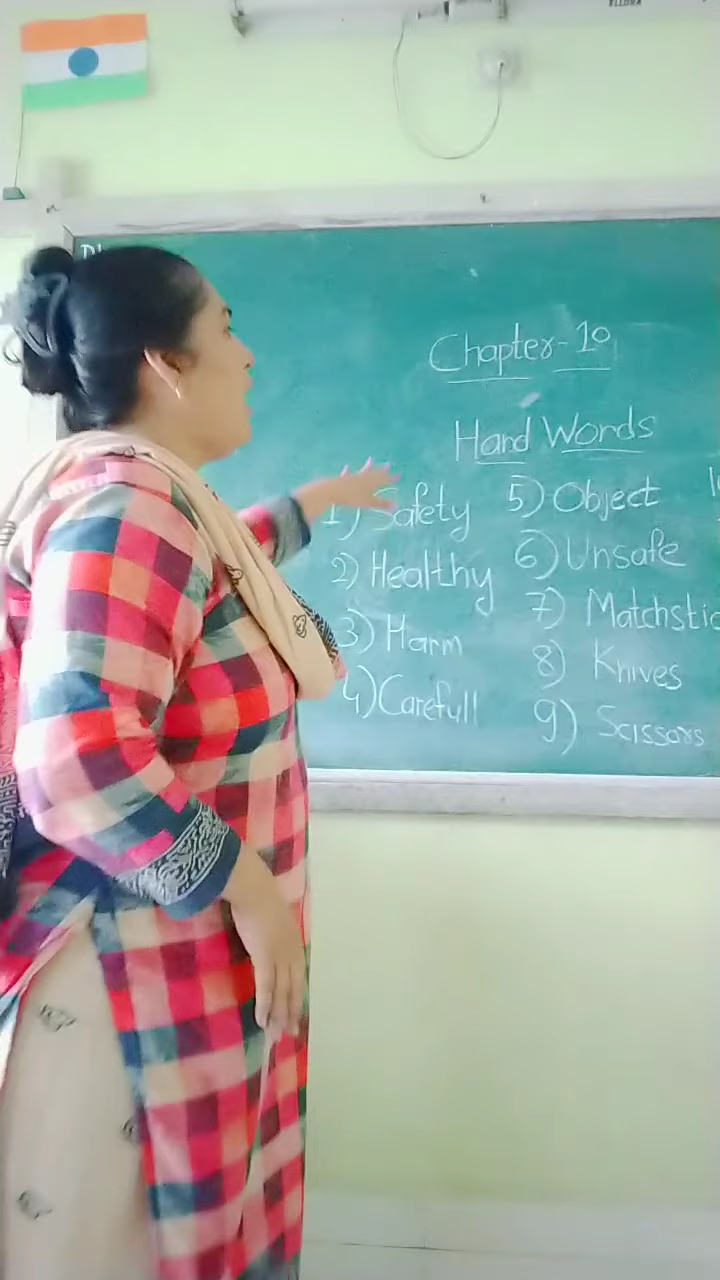 ELLORA
Chapter-10
Hard Words
1) Safety
2) Healthy
3) Harm
4) Carefull
5) Object
6) Unsafe
7) Matchstic
8) Knives
9) Scissors